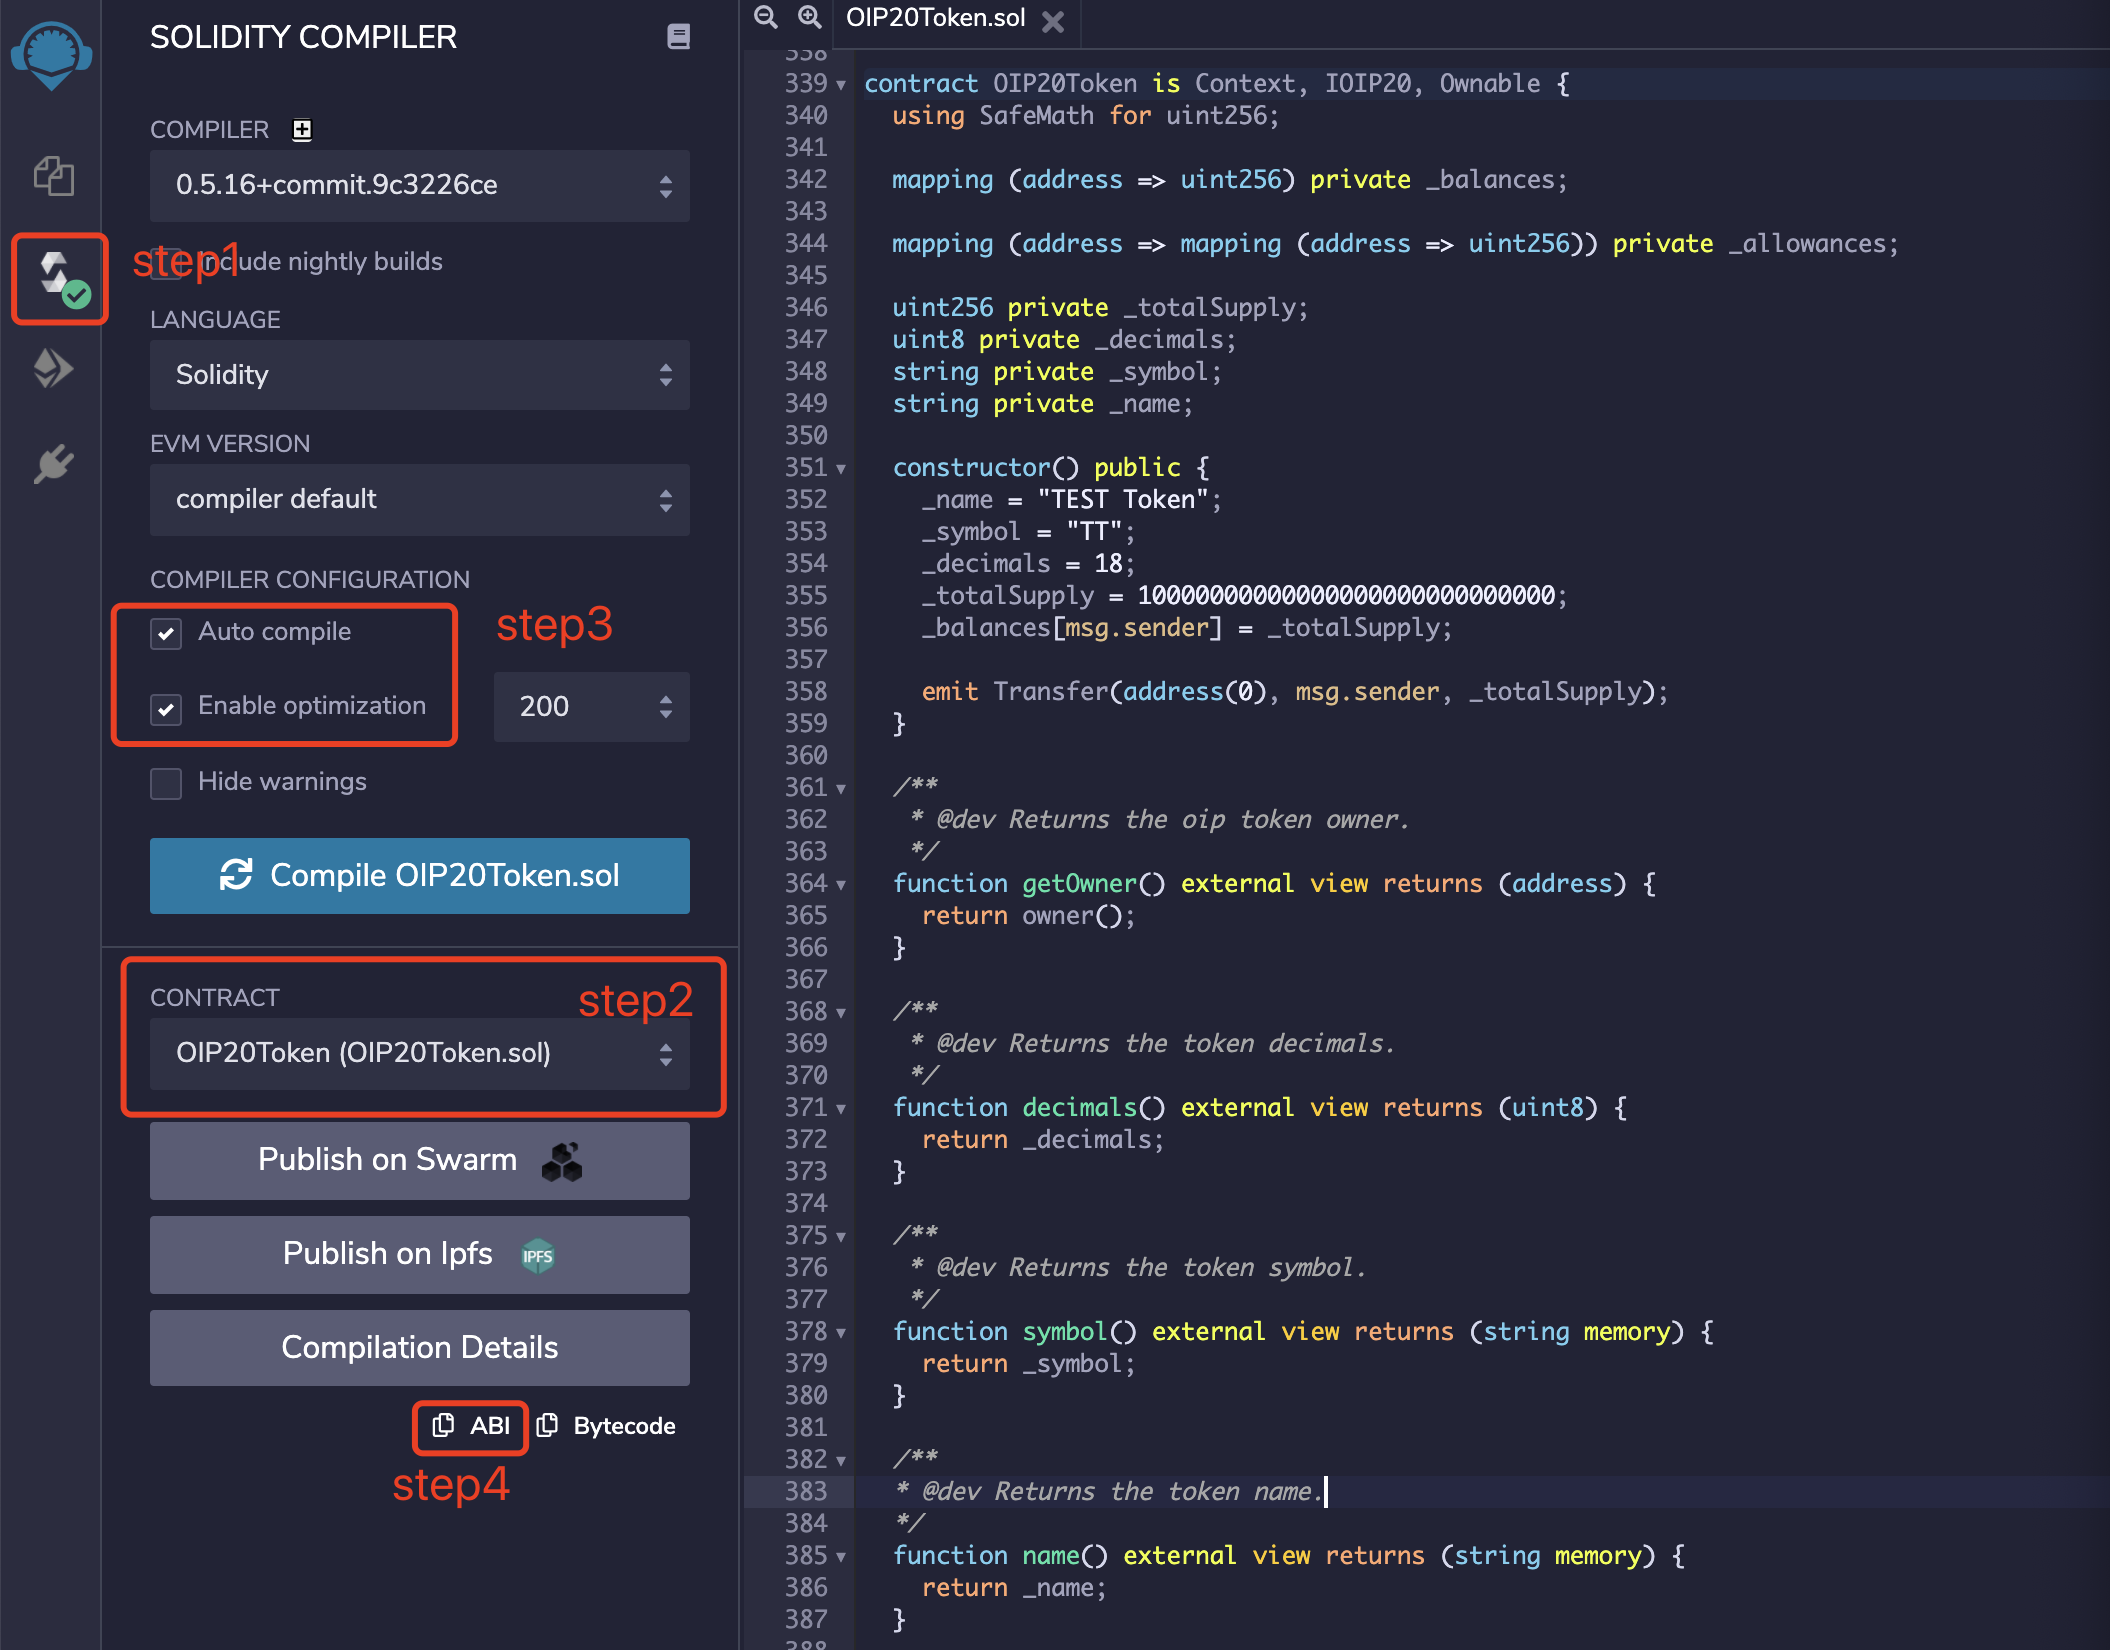 SOLIDITY COMPILER
COMPILER
0.5.16+commit.9c3226ce
step1
Include nightly builds
LANGUAGE
Solidity
EVM VERSION
compiler default
COMPILER CONFIGURATION
Auto compile
step3
Enable optimization
200
Hide warnings
Compile OIP20Token.sol
CONTRACT
step2
OIP20Token (OIP20Token.sol)
Publish on Swarm
Publish on Ipfs
IPFS
Compilation Details
ABI
Bytecode
step4
OIP20Token.sol
338
339 contract OIP20Token is Context, IOIP20, Ownable {
340 using SafeMath for uint256;
341
342 mapping (address => uint256) private _balances;
343
344 mapping (address => mapping (address => uint256)) private _allowances;
345
346 uint256 private _totalSupply;
347 uint8 private _decimals;
348 string private _symbol;
349 string private _name;
350
351 constructor() public {
352 _name = "TEST Token";
353 _symbol = "TT";
354 _decimals = 18;
355 _totalSupply = 10000000000000000000000000000;
356 _balances[msg.sender] = _totalSupply;
357
358 emit Transfer(address(0), msg.sender, _totalSupply);
359 }
360
361 /**
362 * @dev Returns the oip token owner.
363 */
364 function getOwner() external view returns (address) {
365 return owner();
366 }
367
368 /**
369 * @dev Returns the token decimals.
370 */
371 function decimals() external view returns (uint8) {
372 return _decimals;
373 }
374
375 /**
376 * @dev Returns the token symbol.
377 */
378 function symbol() external view returns (string memory) {
379 return _symbol;
380 }
381
382 /**
383 * @dev Returns the token name.
384 */
385 function name() external view returns (string memory) {
386 return _name;
387 }
388